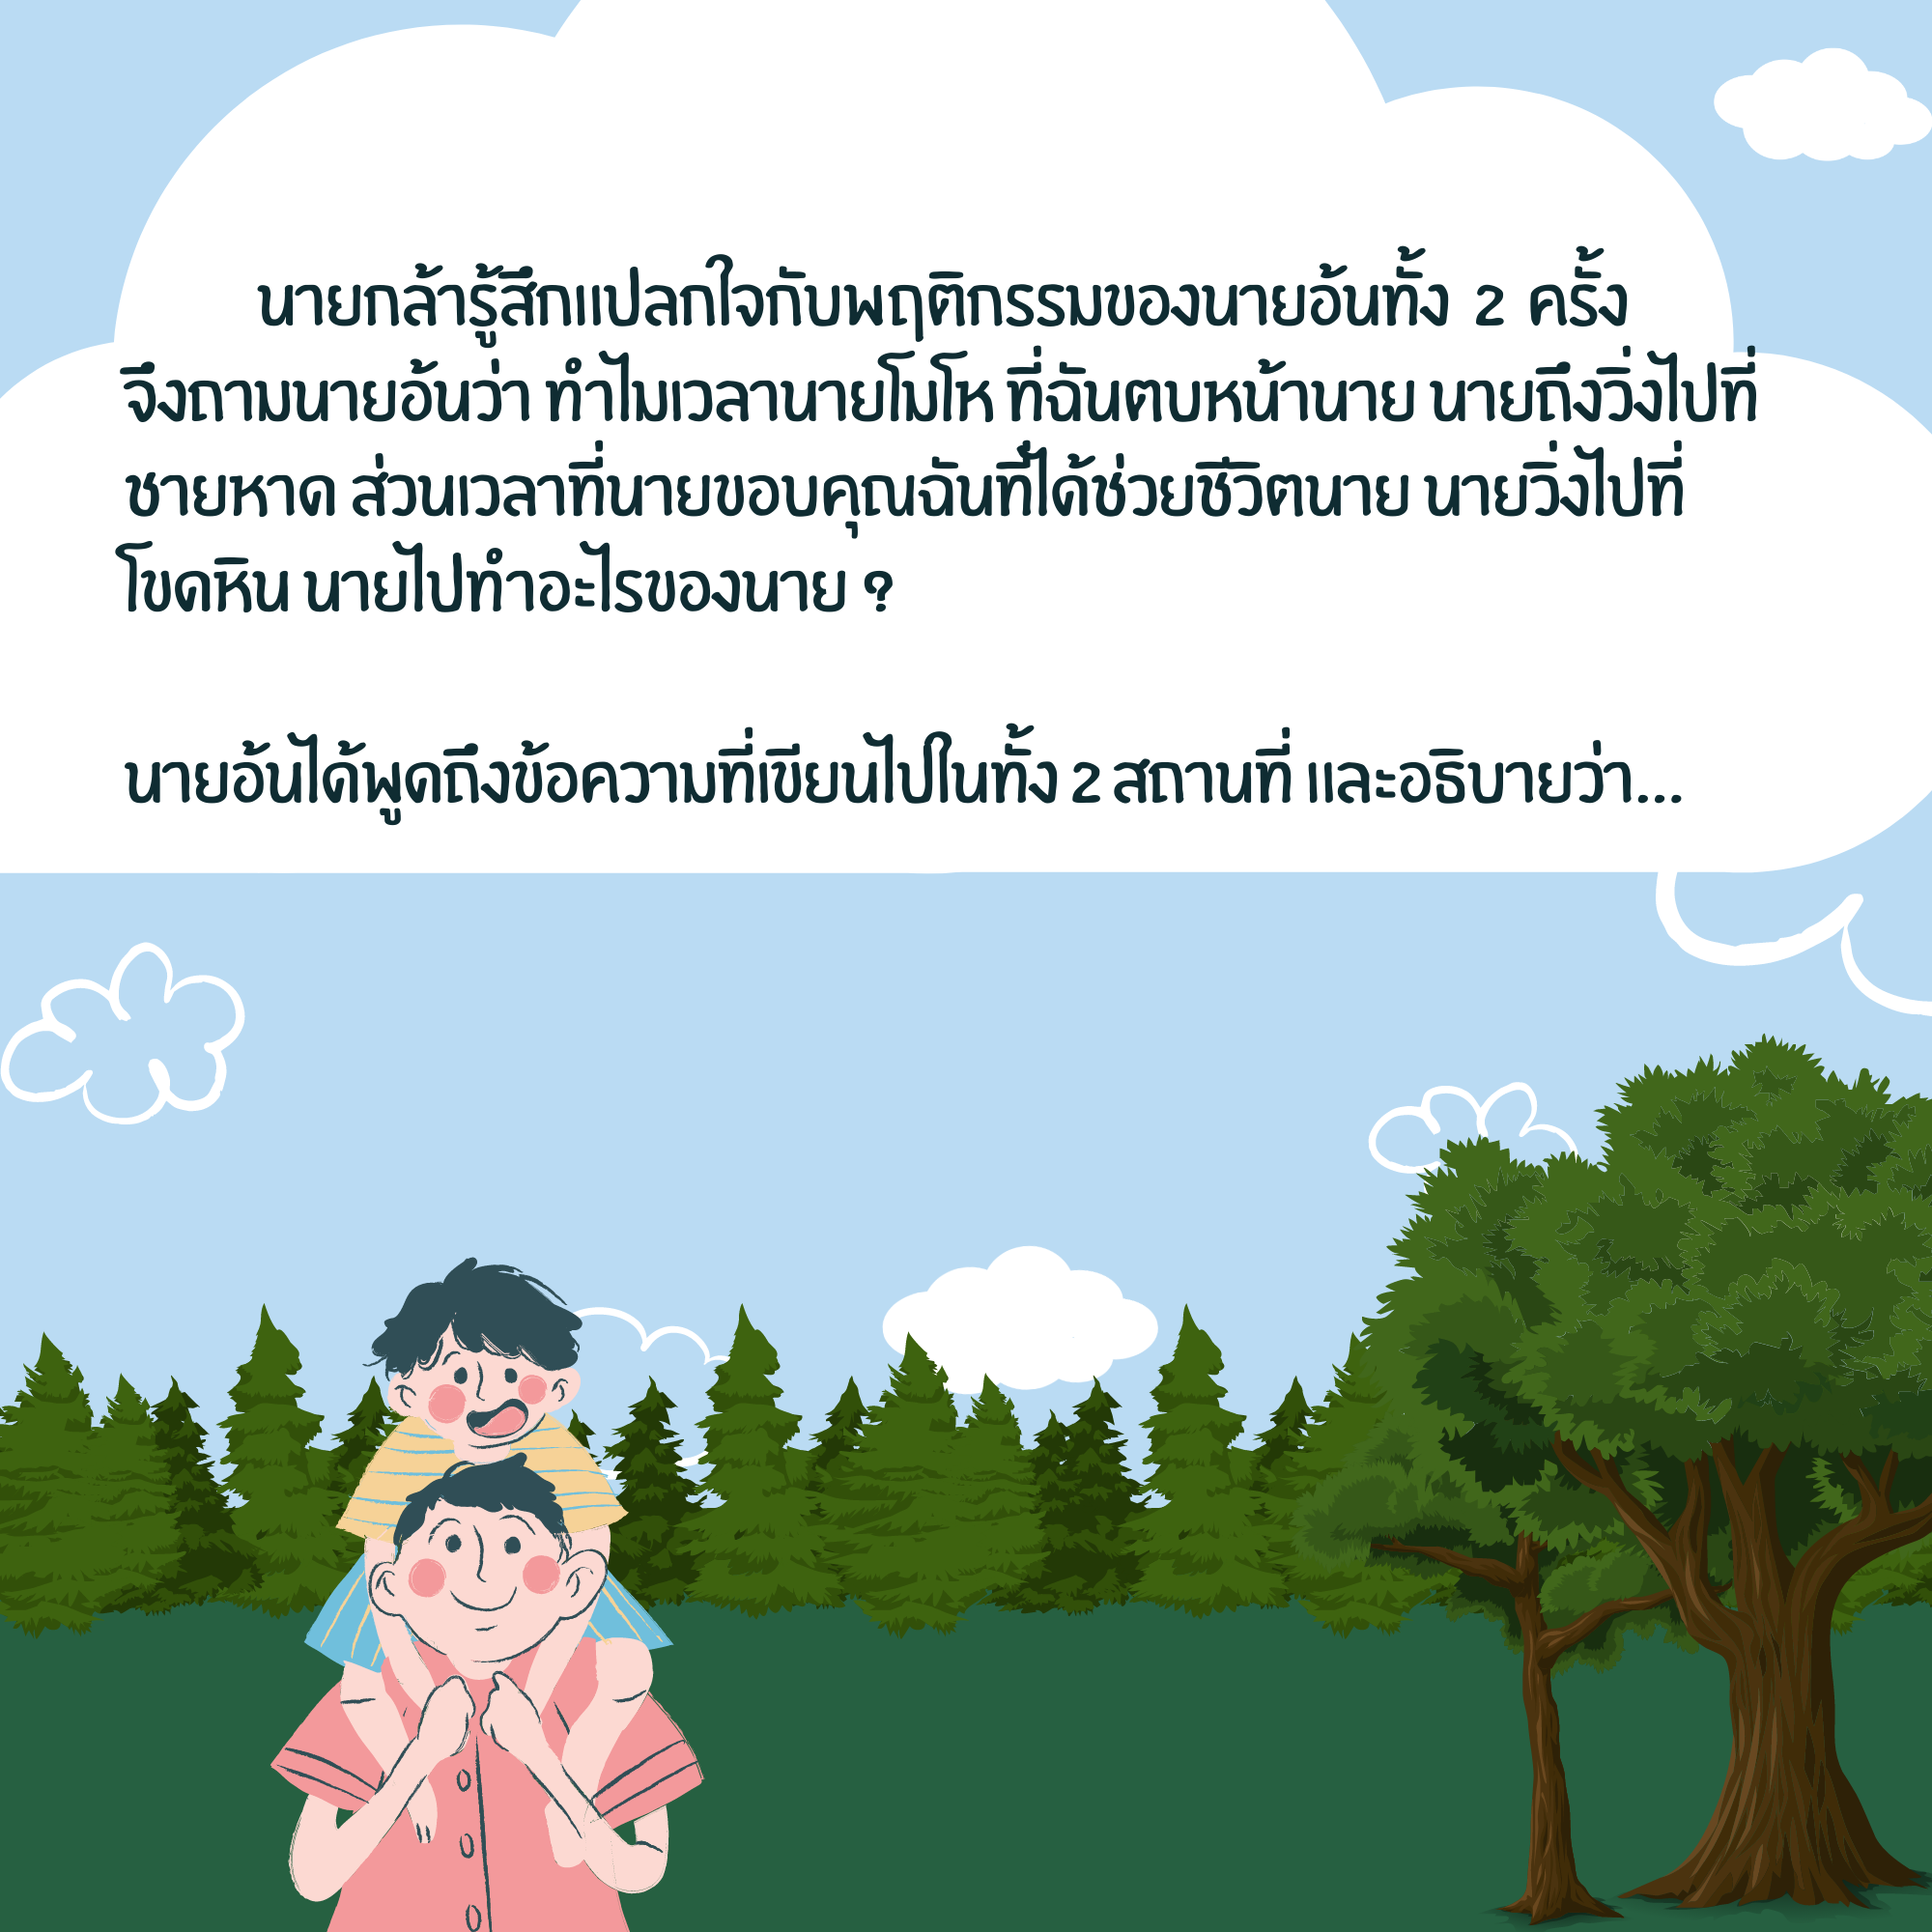 นายกล้ารู้สึกแปลกใจกับพฤติกรรมของนายอ้นทั้ง 2 ครั้ง
จึงถามนายอ้นว่า ทำไมเวลานายโมโห ที่ฉันตบหน้านาย นายถึงวิ่งไปที่
ชายหาด ส่วนเวลาที่นายขอบคุณฉันที่ได้ช่วยชีวิตนาย นายวิ่งไปที่
โขดหิน นายไปทำอะไรของนาย ?
นายอ้นได้พูดถึงข้อความที่เขียนไปในทั้ง 2 สถานที่ และอธิบายว่า...